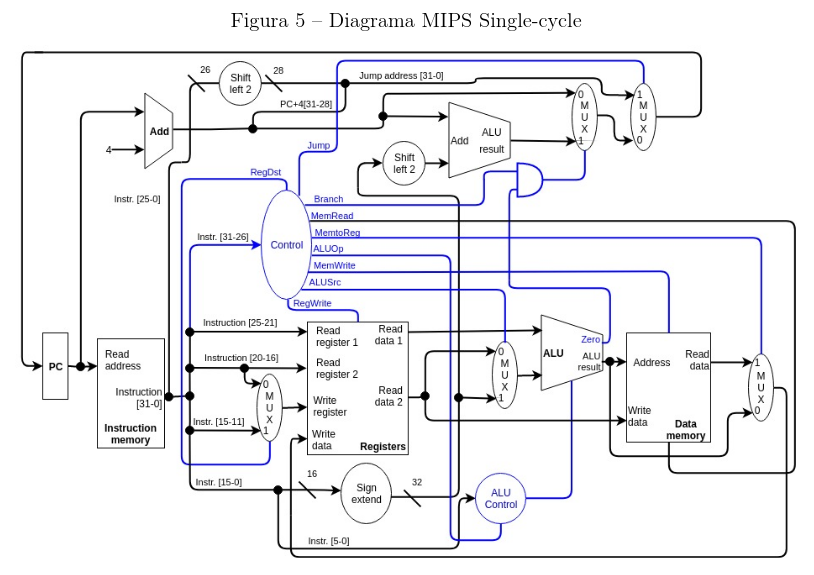 Figura 5 – Diagrama MIPS Single-cycle
26
Shift
left 2
28
Jump address [31-0]
PC+4[31-28]
Add
4
Add
ALU
result
0
M
U
X
1
1
M
U
X
0
Shift
left 2
Jump
RegDst
Instr. [25-0]
Branch
MemRead
MemtoReg
ALUOp
MemWrite
ALUSrc
RegWrite
Control
Instr. [31-26]
PC
Read
address
Instruction
[31-0]
Instruction
memory
Instruction [25-21]
Instruction [20-16]
Instr. [15-11]
0
M
U
X
1
Read
register 1
Read
register 2
Write
register
Write
data
Read
data 1
Read
data 2
Registers
0
M
U
X
1
ALU
Zero
ALU
result
Address
Read
data
Write
data
Data
memory
1
M
U
X
0
Instr. [15-0]
16
Sign
extend
32
ALU
Control
Instr. [5-0]